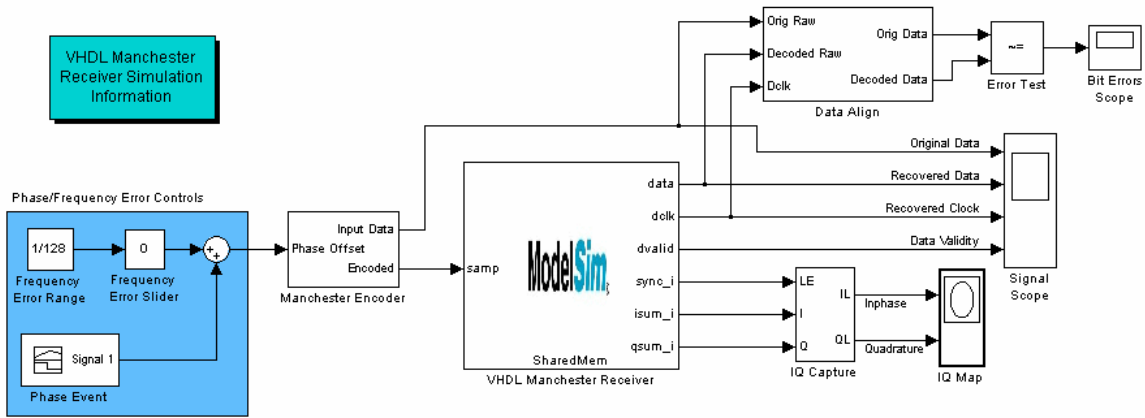 VHDL Manchester
Receiver Simulation
Information
Orig Raw
Decoded Raw
Dclk
Orig Data
Decoded Data
Data Align
~=
Error Test
Bit Errors
Scope
Original Data
Recovered Data
Recovered Clock
Data Validity
Signal
Scope
Phase/Frequency Error Controls
1/128
Frequency
Error Range
0
Frequency
Error Slider
++
Signal 1
Phase Event
Input Data
Phase Offset
Encoded
Manchester Encoder
samp
ModelSim
data
dclk
dvalid
sync_i
isum_i
qsum_i
SharedMem
VHDL Manchester Receiver
LE
I
Q
IL
QL
IQ Capture
Inphase
Quadrature
IQ Map